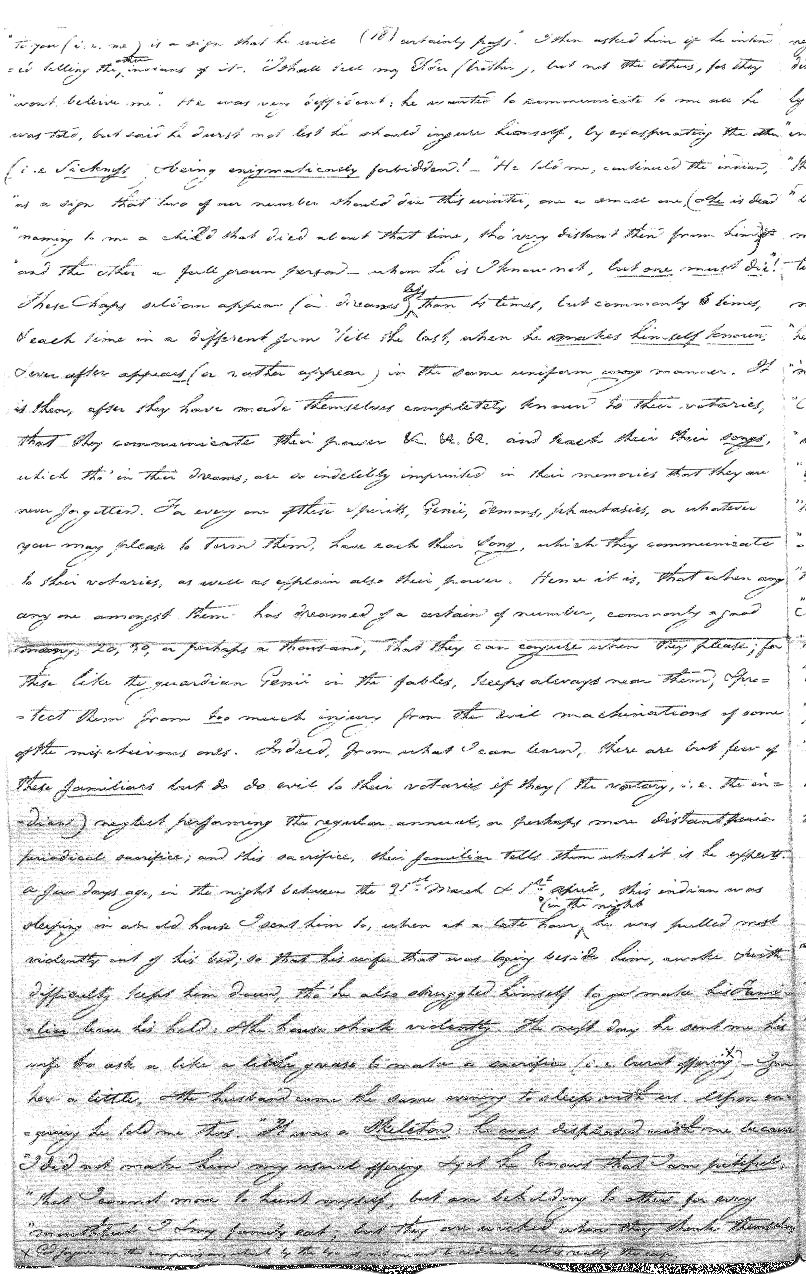 "to you (i.e. me) is a sign that he will (18) certainly pass." I then asked him if he inten
=ed telling the other indians of it. "I shall tell my Elder (brother), but not the others, for they
"wont beleive me". He was very diffident: he wanted to communicate to me all he
was told, but said he durst not lest he should injure himself, by exasperating the other
(i.e. Sickness) being enigmatically forbidden! — "He told me, continued the indian,
"as a sign that two of our number should die this winter, one a small one, (who is dead
"naming to me a child that died about that time, tho' very distant then from him)
"and the other a full grown person — whom he is I know not, but one must die"!
These Chaps seldom appear (in dreams) less than 4 times, but commonly 6 times,
& each time in a different form 'till the last, when he makes himself known,
& ever after appears (or rather appear) in the same uniform manner. It
is then, after they have made themselves completely known to their votaries,
that they communicate their power &c. &c. &c. and teach their their songs,
which tho' in their dreams, are so indelibly imprinted in their memories that they are
never forgotten. For every one of these Spirits, Genii, demons, phantasies, or whatever
you may please to term them, have each their Song, which they communicate
to their votaries, as well as explain also their power. Hence it is, that when any
any one amongst them has dreamed of a certain of number, commonly a good
many, 20, 30, or perhaps a thousand, that they can conjure when they please; for
these like the guardian Genii in the fables, keeps always near them, & pro=
=tect them from too much injury from the evil machinations of some
of the mischeivous ones. Indeed, from what I can learn, there are but few of
these familiars but do do evil to their votaries if they (the votary, i.e. the in=
=dians) neglect performing the regular annual, or perhaps more distant
periodical sacrifice; and this sacrifice, their familiar tells them what it is he expects.
A few days ago, in the night between the 31st March & 1st april, this indian was
sleeping in an old house I sent him to, when at a late hour (in the night he was pulled most
violently out of his bed; so that his wife that was lying beside him, awoke & with
difficulty keeps him down, tho' he also struggled himself to make his Fami
=liar leave his hold: & the house shook violently. The next day he sent me his
wife to ask a like a little grease to make a sacrifice (i.e. burnt offering) x — I
her a little, & the husband came the same evening to sleep with us. Upon en=
=quiry he told me thus. "It was a Skeleton; he was displeased with me because
"I did not make him my usual offering & yet he knows that I am pitiful,
"that I cannot move to hunt myself, but am beholding to others for every
"mouthful I & my family eat; but they are wicked when they think themselves